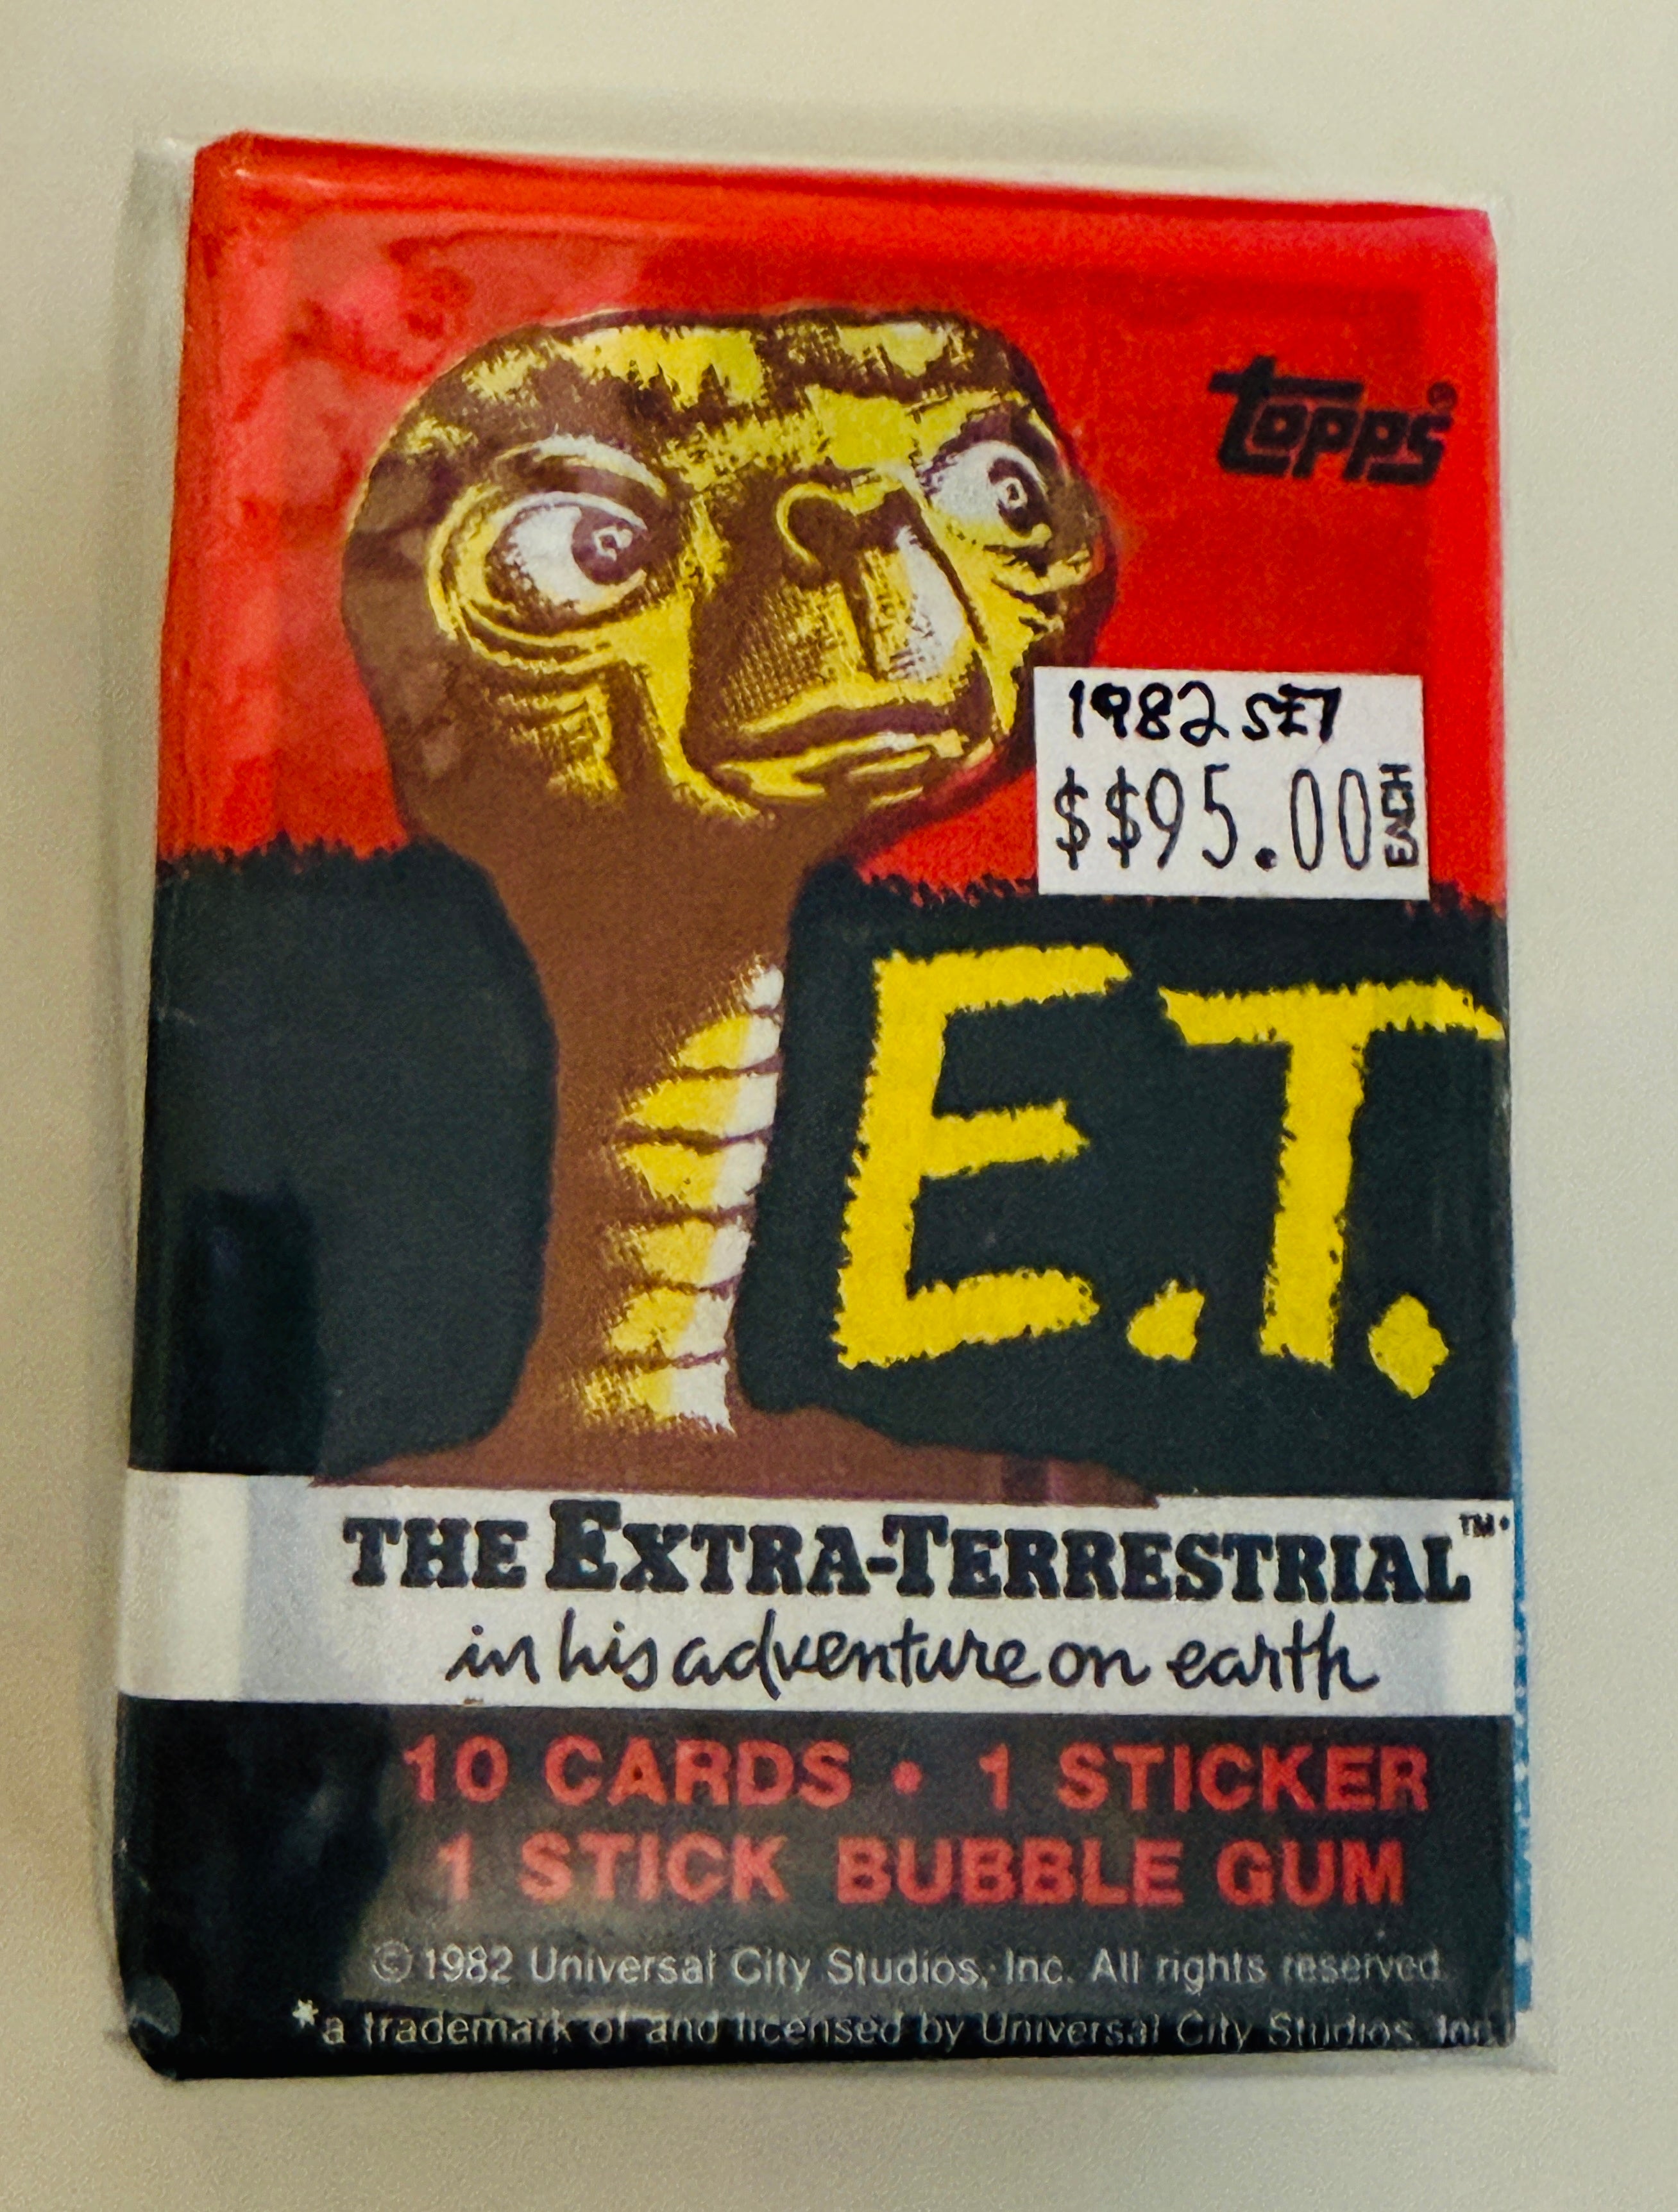 topps®
1982 SET
$$95.00 EACH
E.T.
THE EXTRA-TERRESTRIAL™*
in his adventure on earth
10 CARDS • 1 STICKER
1 STICK BUBBLE GUM
© 1982 Universal City Studios, Inc. All rights reserved.
*a trademark of and licensed by Universal City Studios, Inc.